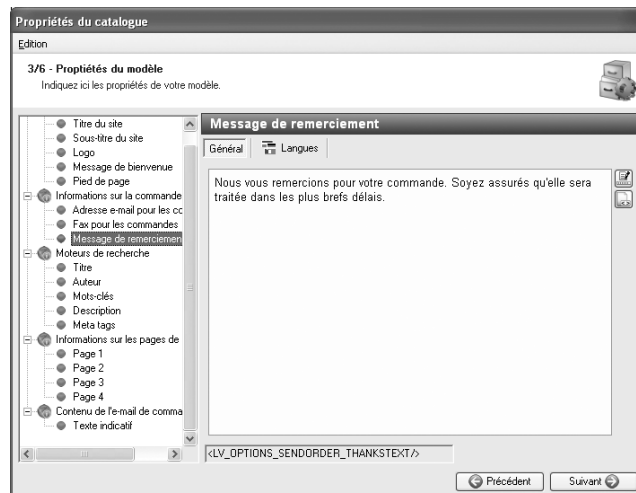 Propriétés du catalogue
Edition
3/6 - Proptiétés du modèle
Indiquez ici les propriétés de votre modèle.
Titre du site
Sous-titre du site
Logo
Message de bienvenue
Pied de page
Informations sur la commande
Adresse e-mail pour les cc
Fax pour les commandes
Message de remerciemen
Moteurs de recherche
Titre
Auteur
Mots-clés
Description
Meta tags
Informations sur les pages de
Page 1
Page 2
Page 3
Page 4
Contenu de l'e-mail de comma
Texte indicatif
Message de remerciement
Général Langues
Nous vous remercions pour votre commande. Soyez assurés qu'elle sera
traitée dans les plus brefs délais.
<LV_OPTIONS_SENDORDER_THANKSTEXT/>
Précédent Suivant